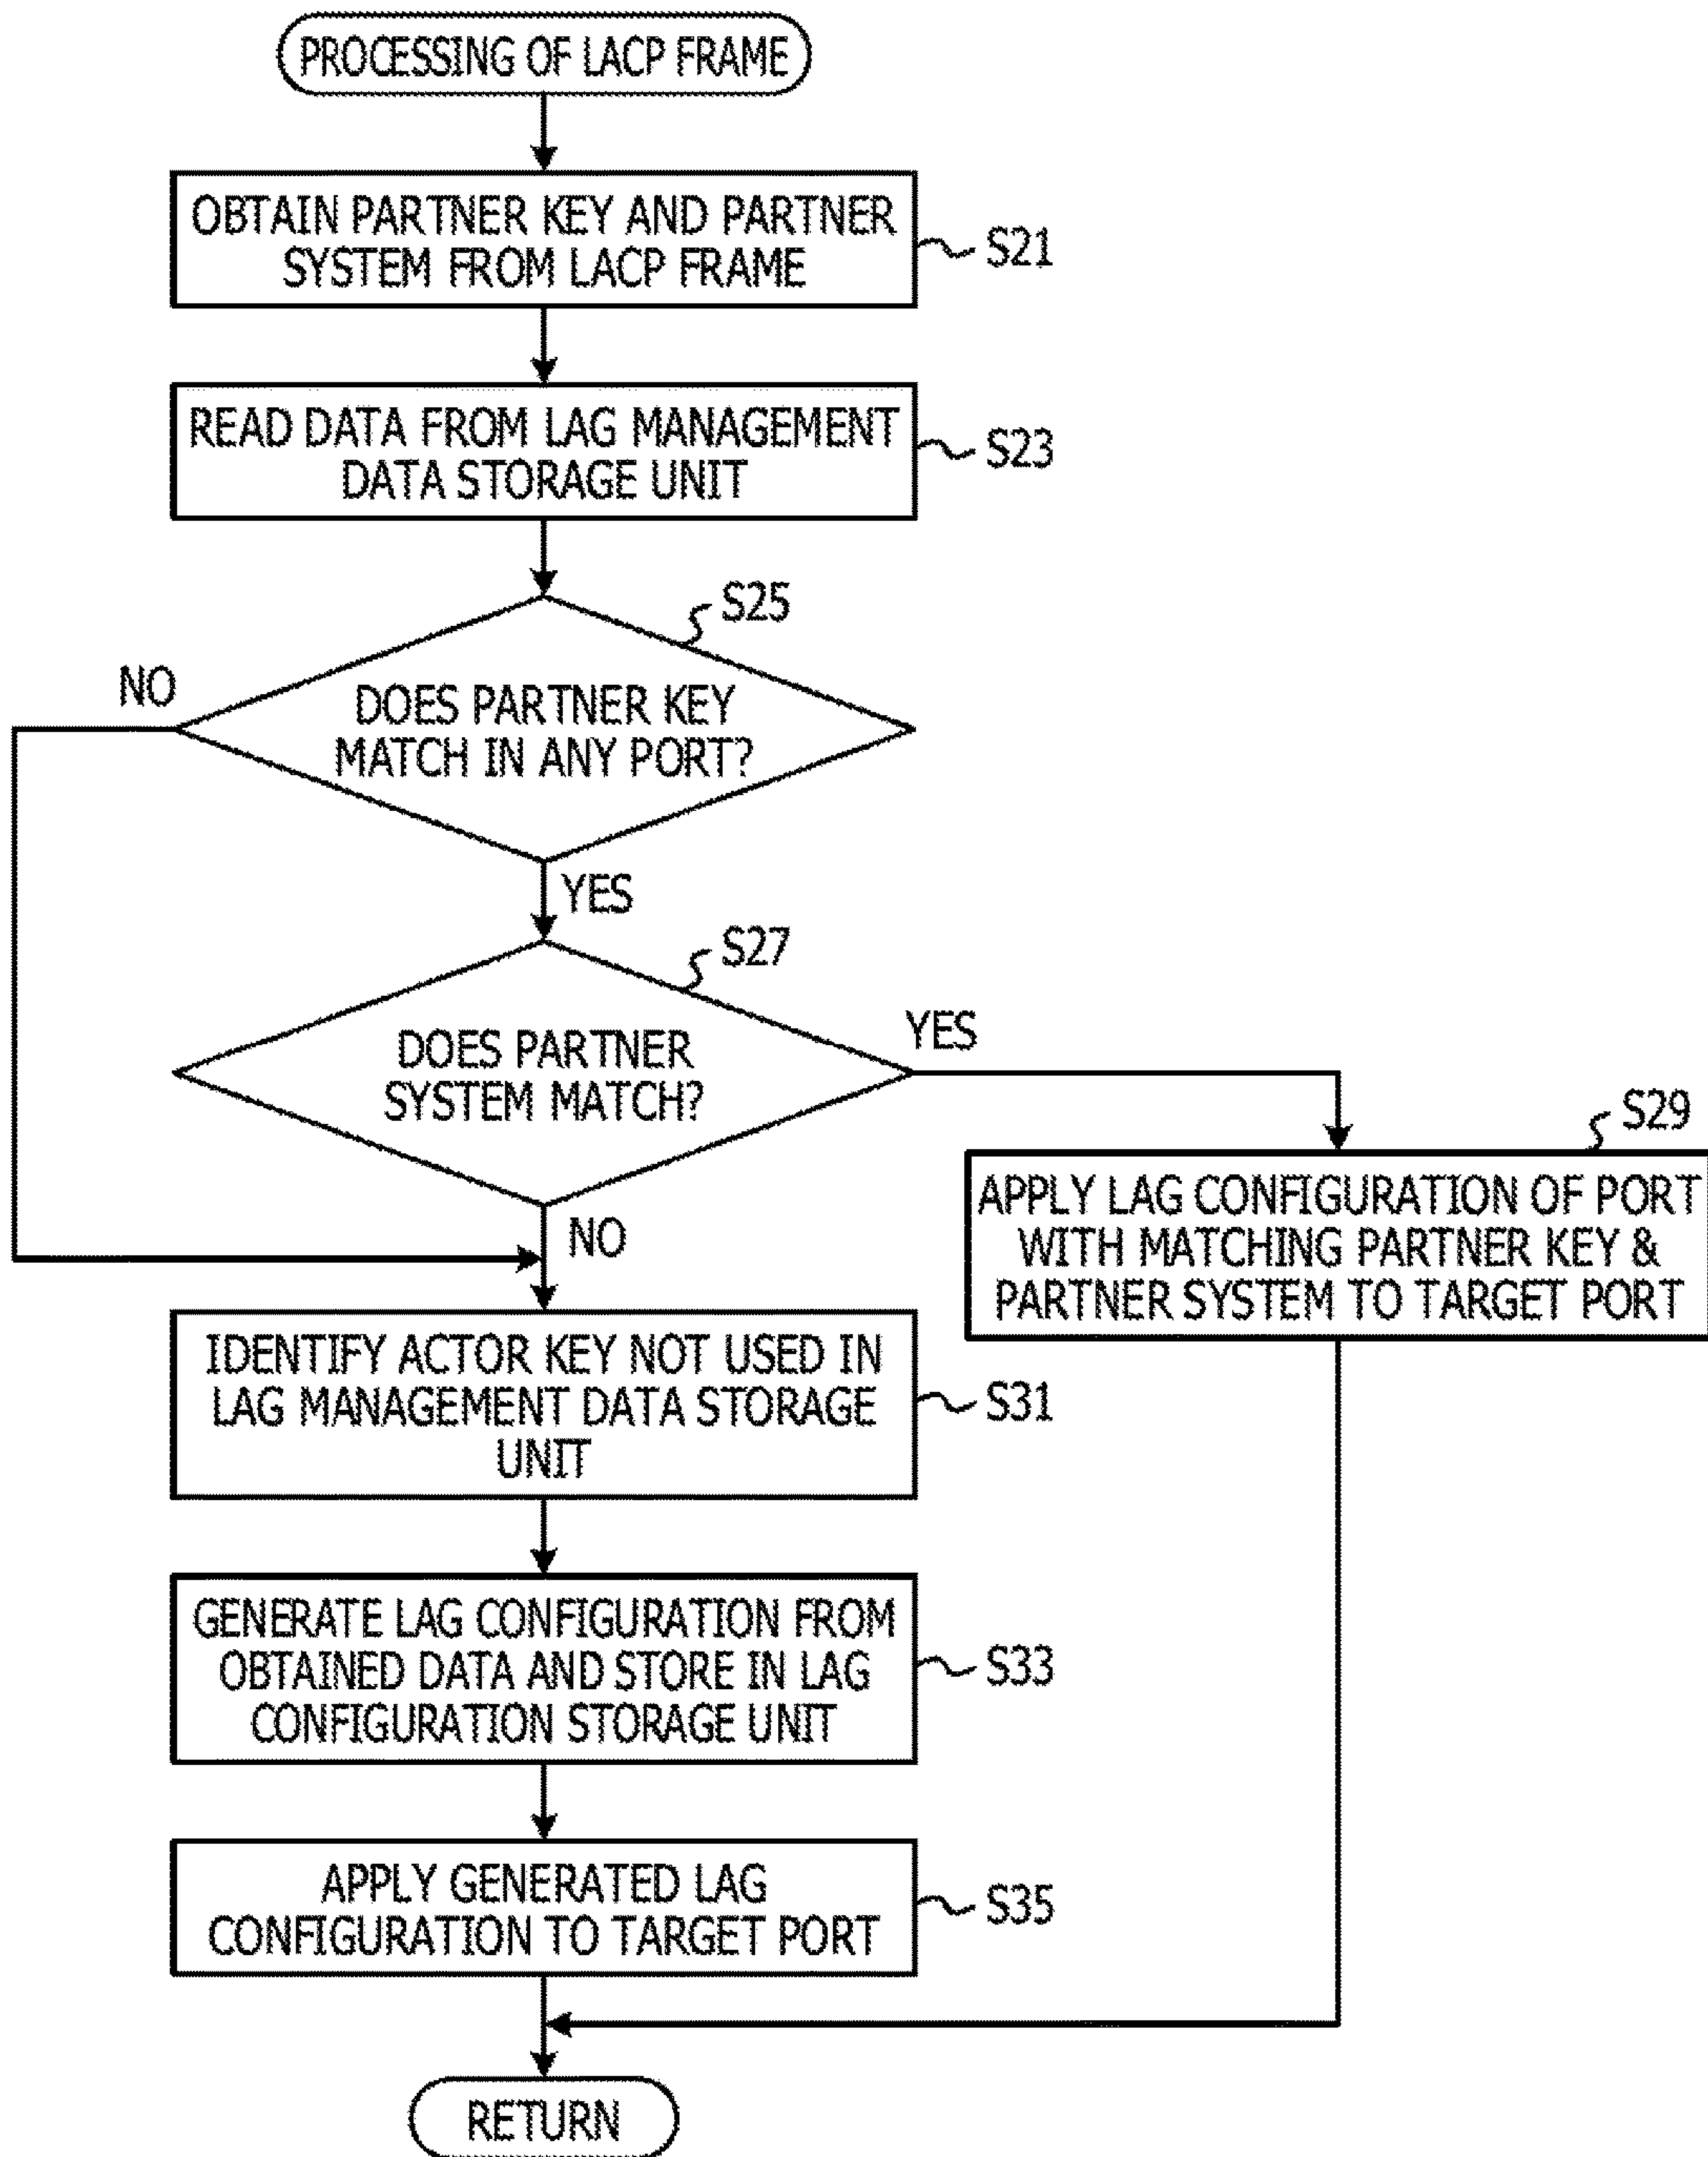 PROCESSING OF LACP FRAME
OBTAIN PARTNER KEY AND PARTNER
SYSTEM FROM LACP FRAME
S21
READ DATA FROM LAG MANAGEMENT
DATA STORAGE UNIT
S23
S25
NO
DOES PARTNER KEY
MATCH IN ANY PORT?
YES
S27
DOES PARTNER
SYSTEM MATCH?
YES
S29
APPLY LAG CONFIGURATION OF PORT
WITH MATCHING PARTNER KEY &
PARTNER SYSTEM TO TARGET PORT
NO
IDENTIFY ACTOR KEY NOT USED IN
LAG MANAGEMENT DATA STORAGE
UNIT
S31
GENERATE LAG CONFIGURATION FROM
OBTAINED DATA AND STORE IN LAG
CONFIGURATION STORAGE UNIT
S33
APPLY GENERATED LAG
CONFIGURATION TO TARGET PORT
S35
RETURN